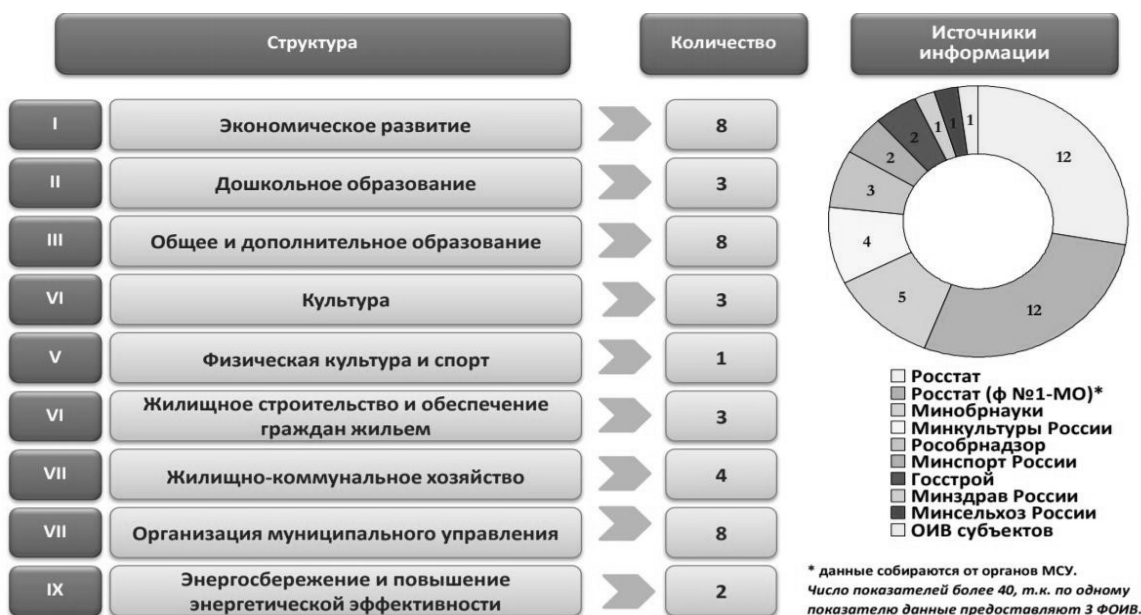 Структура
Количество
Источники
информации
I
Экономическое развитие
8
II
Дошкольное образование
3
III
Общее и дополнительное образование
8
VI
Культура
3
V
Физическая культура и спорт
1
VI
Жилищное строительство и обеспечение
граждан жильем
3
VII
Жилищно-коммунальное хозяйство
4
VII
Организация муниципального управления
8
IX
Энергосбережение и повышение
энергетической эффективности
2
12
12
5
4
3
2
2
1
1
1
Росстат
Росстат (ф №1-МО)*
Минобрнауки
Минкультуры России
Рособрнадзор
Минспорт России
Госстрой
Минздрав России
Минсельхоз России
ОИВ субъектов
* данные собираются от органов МСУ.
Число показателей более 40, т.к. по одному
показателю данные предоставляют 3 ФОИВ.